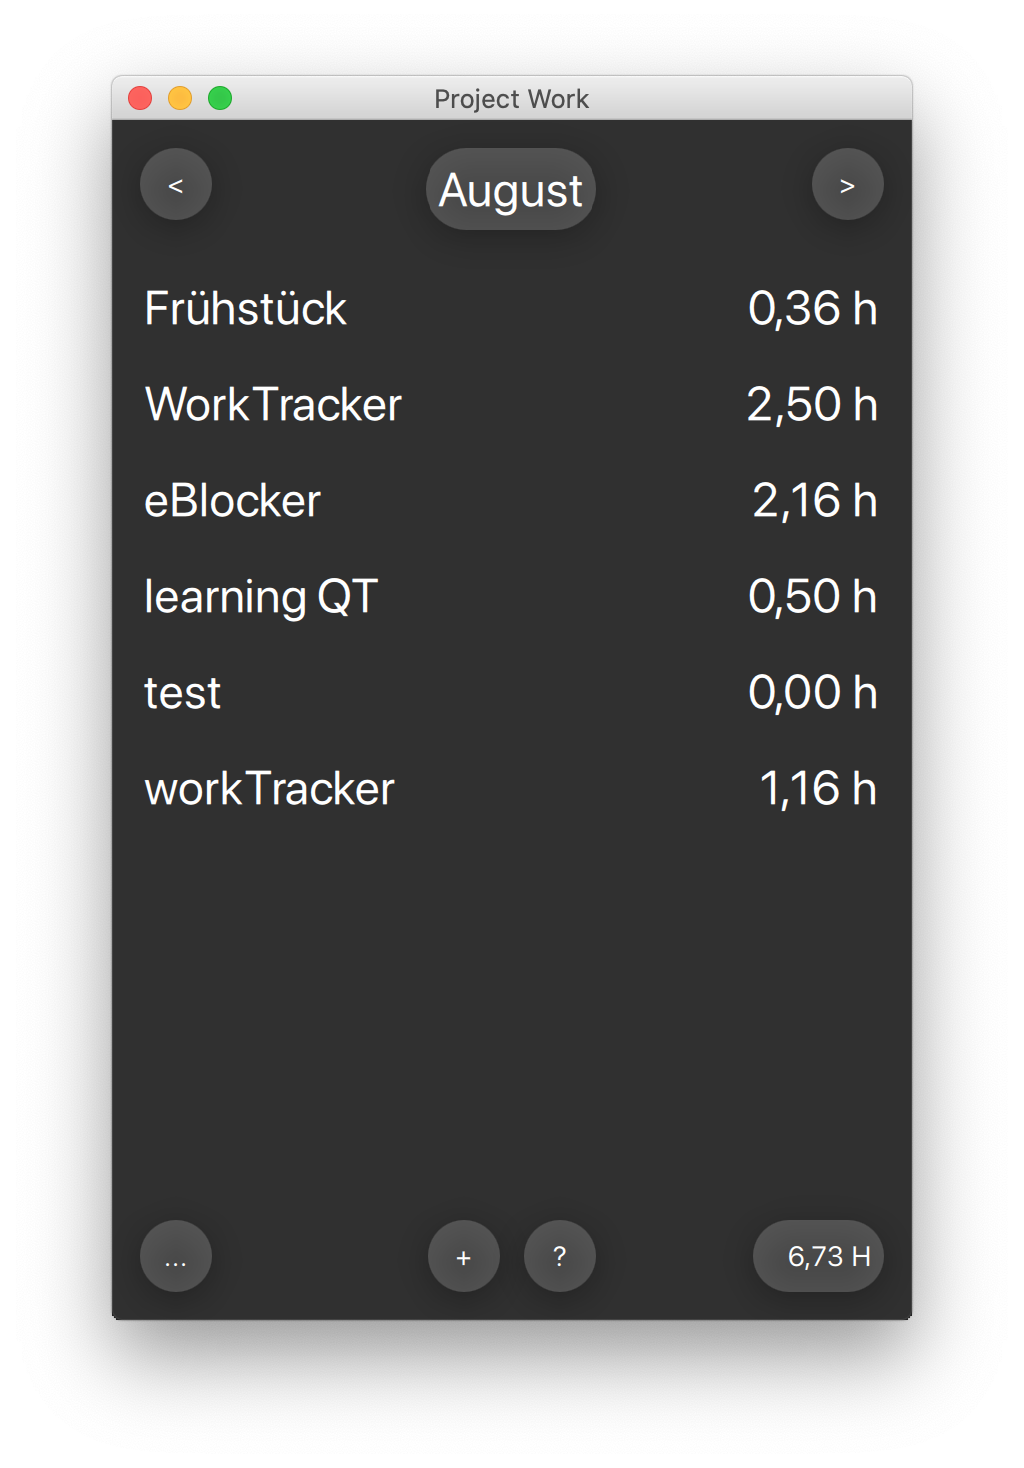 Project Work
< August >
Frühstück 0,36 h
WorkTracker 2,50 h
eBlocker 2,16 h
learning QT 0,50 h
test 0,00 h
workTracker 1,16 h
... + ? 6,73 H